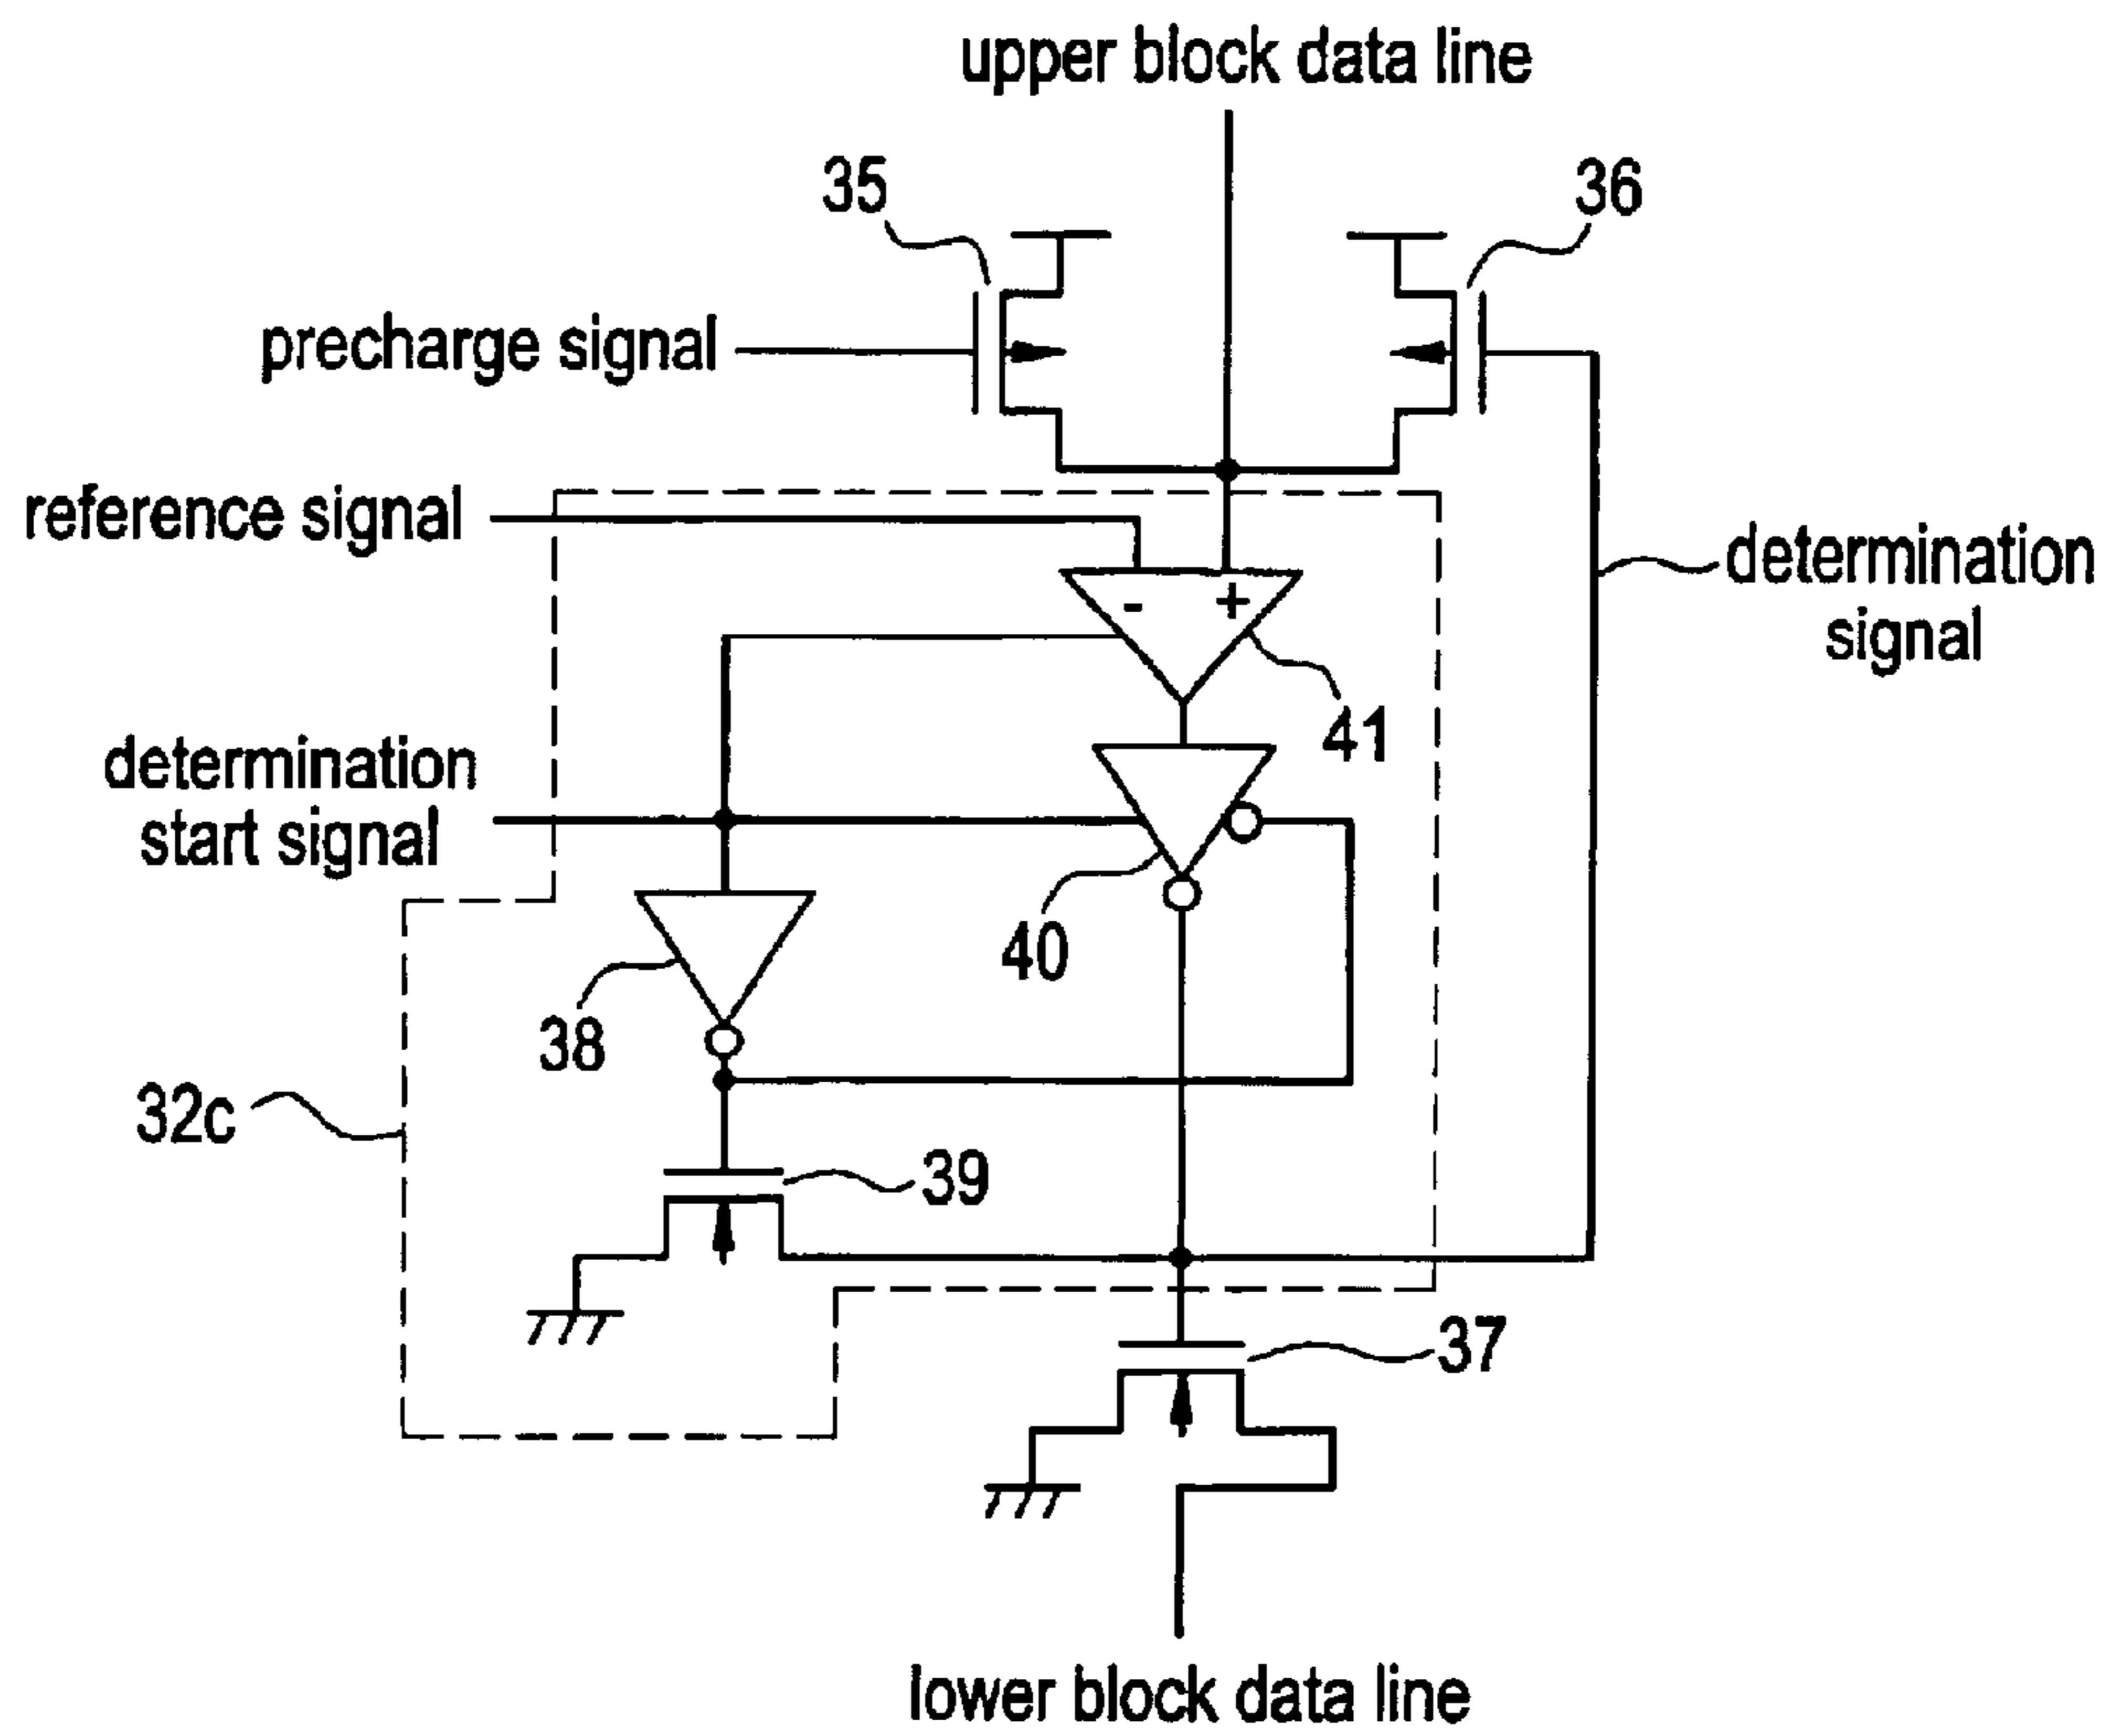 upper block data line
35
36
precharge signal
reference signal
determination
signal
-
+
41
determination
start signal
40
38
32c
39
37
lower block data line